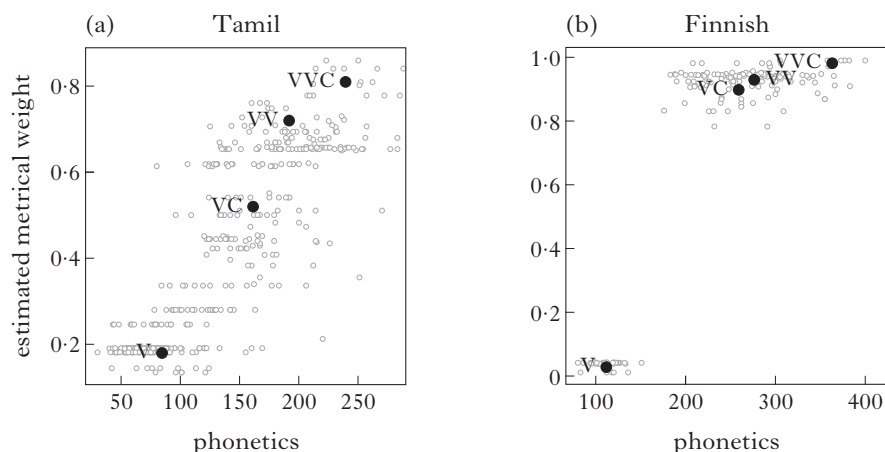 (a) Tamil
(b) Finnish
estimated metrical weight
0·8
0·6
0·4
0·2
VVC
VV
VC
V
50 100 150 200 250
phonetics
1·0
0·8
0·6
0·4
0·2
0
VVC
VC VV
V
100 200 300 400
phonetics